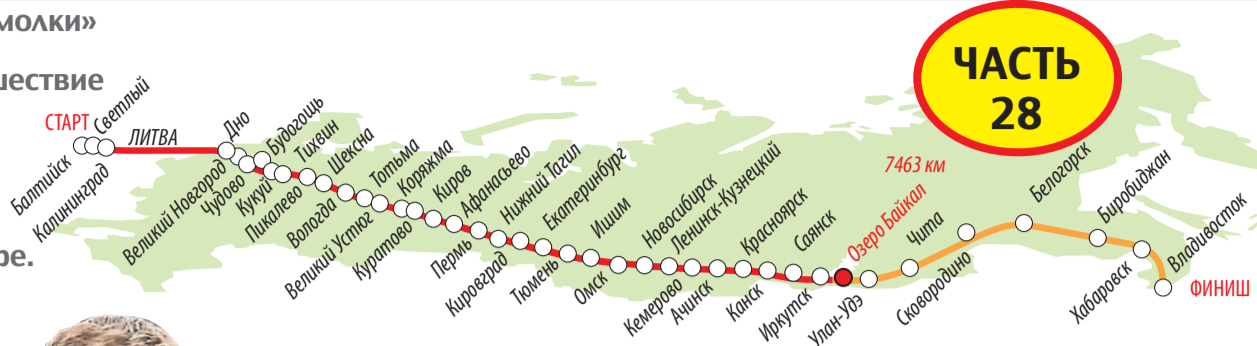 молки»
шествие
ре.
ЧАСТЬ
28
СТАРТ
Балтийск
Светлый
Калининград
ЛИТВА
Дно
Великий Новгород
Чудово
Будогощь
Кукуй
Тихвин
Пикалево
Шексна
Вологда
Тотьма
Великий Устюг
Коряжма
Куратово
Киров
Афанасьево
Пермь
Нижний Тагил
Кировград
Екатеринбург
Тюмень
Ишим
Омск
Новосибирск
Кемерово
Ленинск-Кузнецкий
Ачинск
Красноярск
Канск
Саянск
Иркутск
7463 км
Озеро Байкал
Улан-Удэ
Чита
Сковородино
Белогорск
Биробиджан
Хабаровск
Владивосток
ФИНИШ